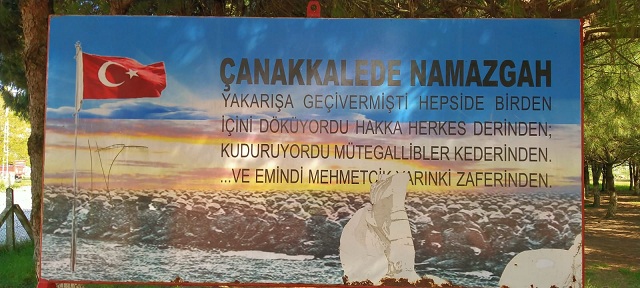 ÇANAKKALEDE NAMAZGAH
YAKARIŞA GEÇİVERMİŞTİ HEPSİDE BİRDEN
İÇİNİ DÖKÜYORDU HAKKA HERKES DERİNDEN;
KUDURUYORDU MÜTEGALLİBLER KEDERİNDEN.
...VE EMİNDİ MEHMETÇİK YARINKİ ZAFERİNDEN.